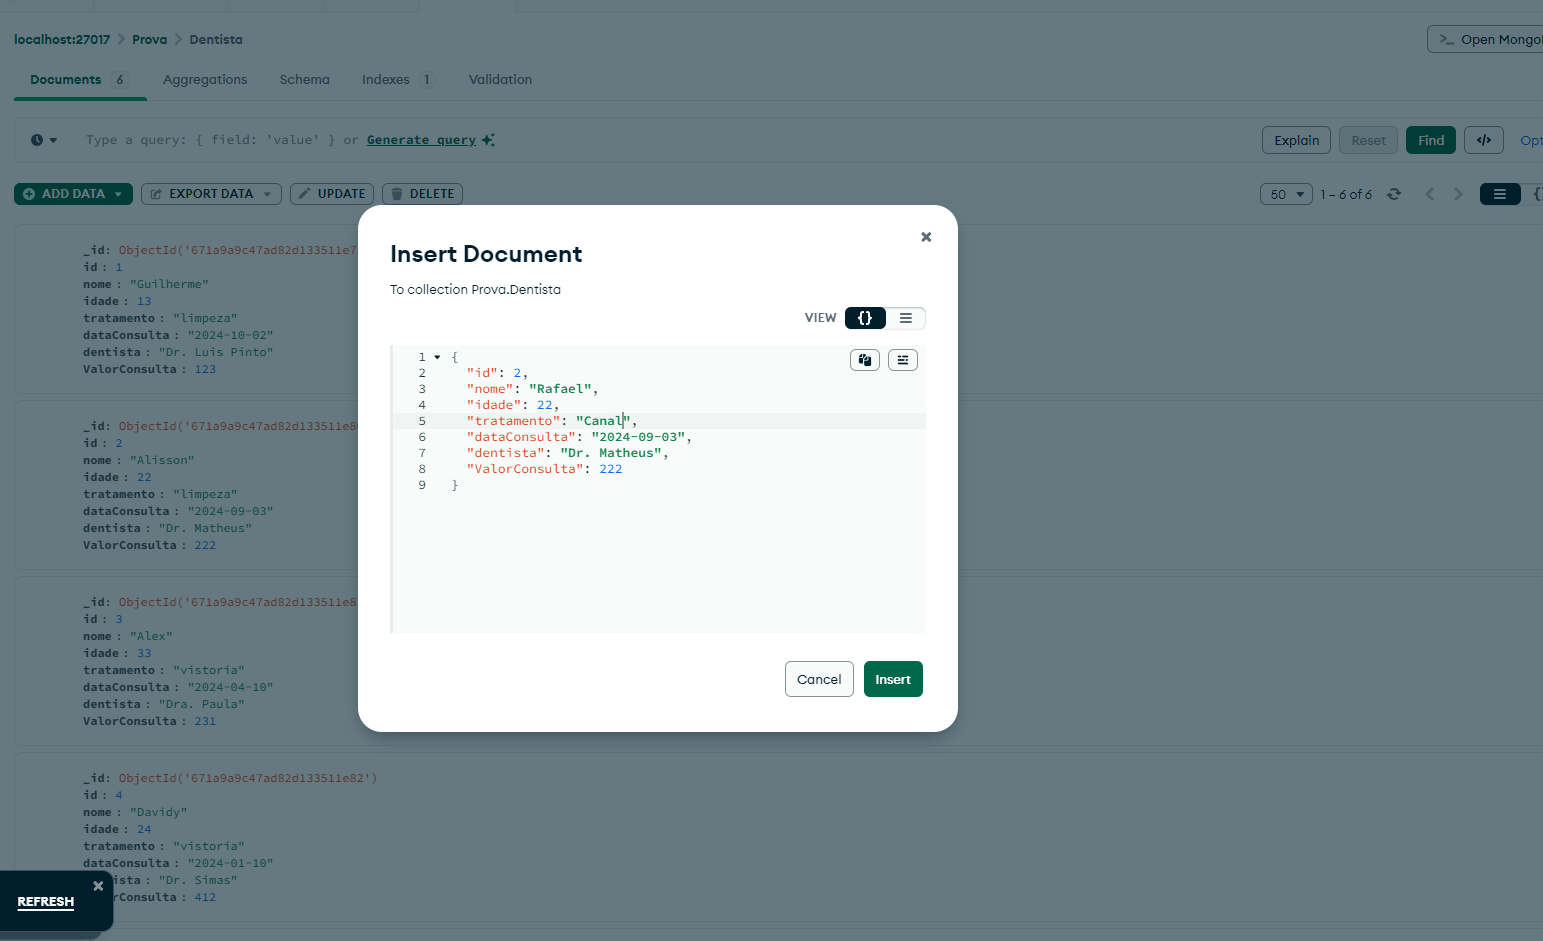 localhost:27017 > Prova > Dentista
>_ Open Mongo
Documents 6 Aggregations Schema Indexes 1 Validation
Type a query: { field: 'value' } or Generate query
Explain Reset Find </> Opt
ADD DATA EXPORT DATA UPDATE DELETE
50 1 – 6 of 6
_id: ObjectId('671a9a9c47ad82d133511e7
id : 1
nome : "Guilherme"
idade : 13
tratamento : "limpeza"
dataConsulta : "2024-10-02"
dentista : "Dr. Luis Pinto"
ValorConsulta : 123
_id: ObjectId('671a9a9c47ad82d133511e8
id : 2
nome : "Alisson"
idade : 22
tratamento : "limpeza"
dataConsulta : "2024-09-03"
dentista : "Dr. Matheus"
ValorConsulta : 222
_id: ObjectId('671a9a9c47ad82d133511e8
id : 3
nome : "Alex"
idade : 33
tratamento : "vistoria"
dataConsulta : "2024-04-10"
dentista : "Dra. Paula"
ValorConsulta : 231
_id: ObjectId('671a9a9c47ad82d133511e82')
id : 4
nome : "Davidy"
idade : 24
tratamento : "vistoria"
dataConsulta : "2024-01-10"
ista : "Dr. Simas"
rConsulta : 412
REFRESH
Insert Document
To collection Prova.Dentista
VIEW {}
1 {
2 "id": 2,
3 "nome": "Rafael",
4 "idade": 22,
5 "tratamento": "Canal",
6 "dataConsulta": "2024-09-03",
7 "dentista": "Dr. Matheus",
8 "ValorConsulta": 222
9 }
Cancel Insert